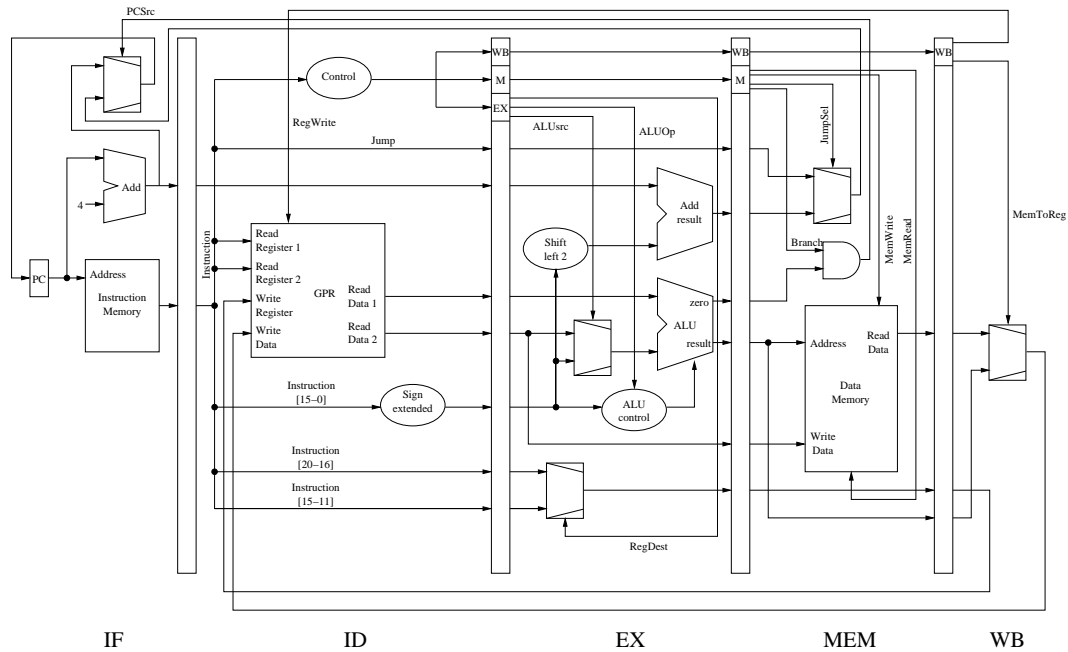 PCSrc
WB
WB
WB
Control
M
M
EX
RegWrite
ALUsrc
ALUOp
JumpSel
Jump
Add
4
Add
result
MemWrite
MemRead
MemToReg
Instruction
Read
Register 1
Read
Register 2
Write
Register
Write
Data
GPR
Read
Data 1
Read
Data 2
Shift
left 2
Branch
PC
Address
Instruction
Memory
zero
ALU
result
Address
Read
Data
Data
Memory
Write
Data
Instruction
[15–0]
Sign
extended
ALU
control
Instruction
[20–16]
Instruction
[15–11]
RegDest
IF
ID
EX
MEM
WB